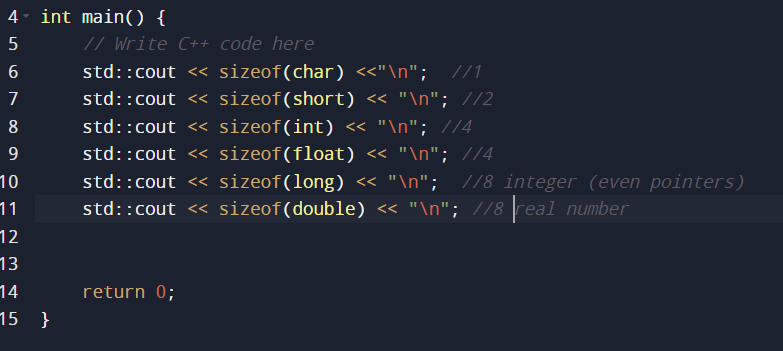 4 int main() {
5 // Write C++ code here
6 std::cout << sizeof(char) <<"\n"; //1
7 std::cout << sizeof(short) << "\n"; //2
8 std::cout << sizeof(int) << "\n"; //4
9 std::cout << sizeof(float) << "\n"; //4
10 std::cout << sizeof(long) << "\n"; //8 integer (even pointers)
11 std::cout << sizeof(double) << "\n"; //8 real number
12
13
14 return 0;
15 }